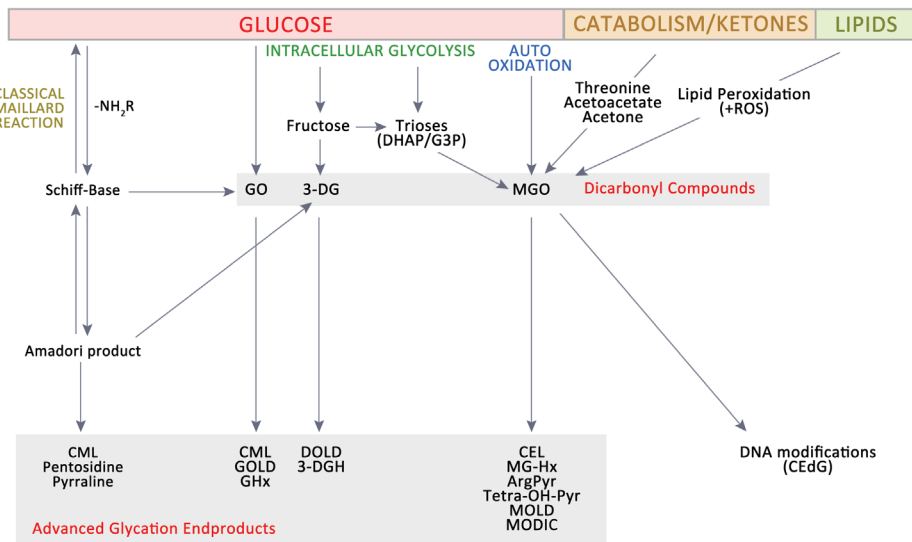 GLUCOSE
CATABOLISM/KETONES
LIPIDS
INTRACELLULAR GLYCOLYSIS
AUTO
OXIDATION
CLASSICAL
MAILLARD
REACTION
-NH₂R
Threonine
Acetoacetate
Acetone
Lipid Peroxidation
(+ROS)
Fructose
Trioses
(DHAP/G3P)
Schiff-Base
GO
3-DG
MGO
Dicarbonyl Compounds
Amadori product
CML
Pentosidine
Pyrraline
CML
GOLD
GHx
DOLD
3-DGH
CEL
MG-Hx
ArgPyr
Tetra-OH-Pyr
MOLD
MODIC
DNA modifications
(CEdG)
Advanced Glycation Endproducts